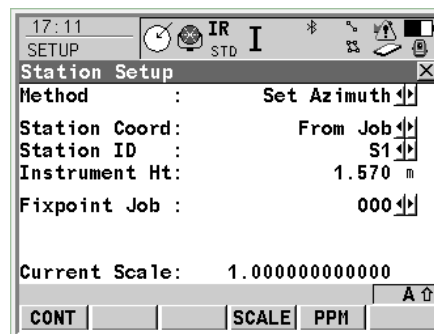 17:11
SETUP
IR
STD
I
Station Setup
Method : Set Azimuth
Station Coord: From Job
Station ID : S1
Instrument Ht: 1.570 m
Fixpoint Job : 000
Current Scale: 1.000000000000
A ⇧
CONT SCALE PPM